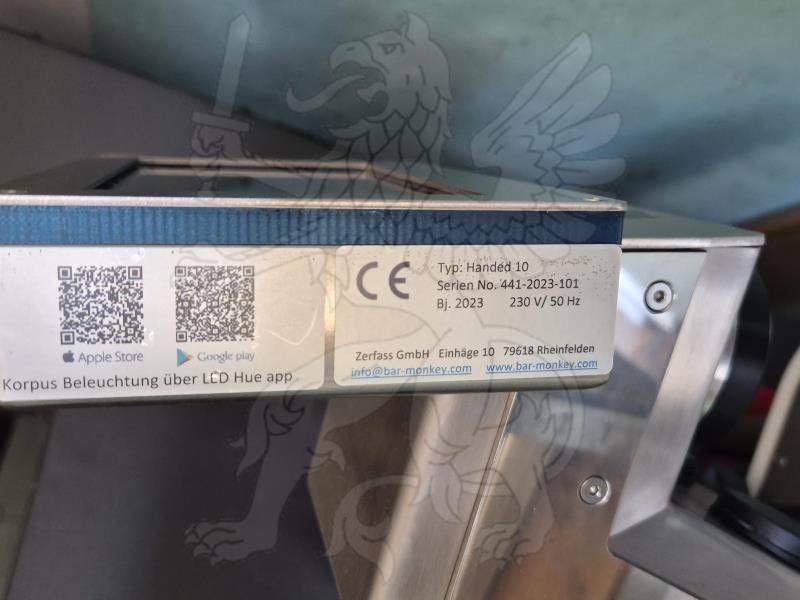 Apple Store
Google play
Korpus Beleuchtung über LED Hue app
CE
Typ: Handed 10
Serien No. 441-2023-101
Bj. 2023 230 V/ 50 Hz
Zerfass GmbH Einhäge 10 79618 Rheinfelden
info@bar-monkey.com www.bar-monkey.com